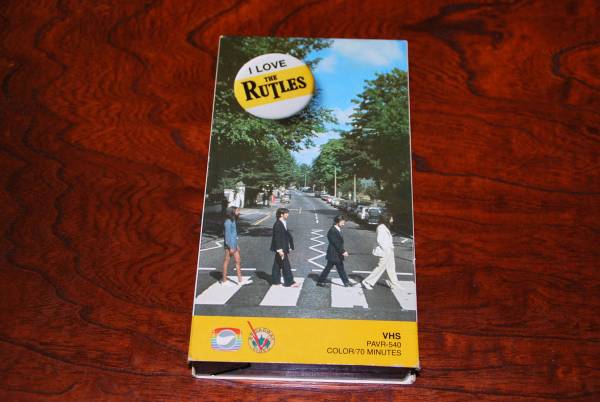 I LOVE
THE
RUTLES
VHS
PAVR-540
COLOR/70 MINUTES